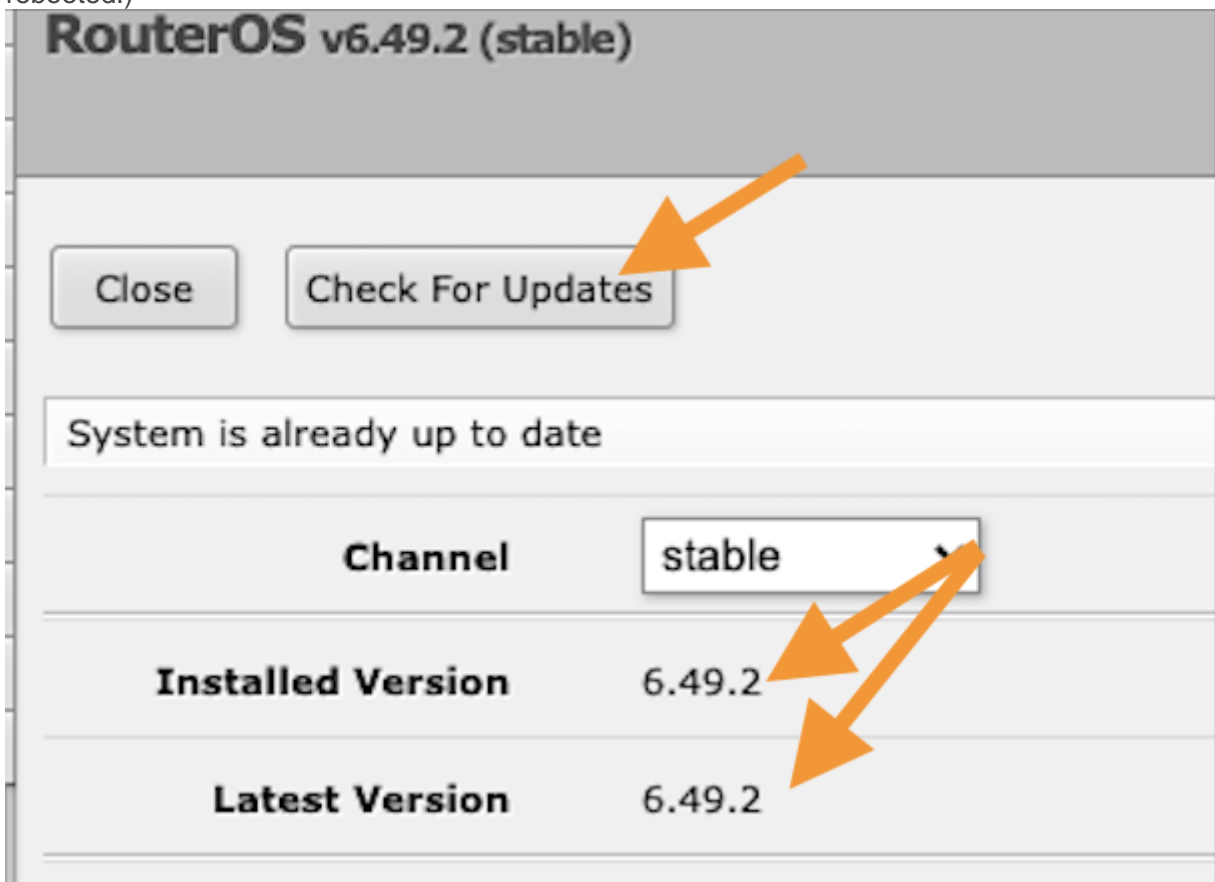 rebooted.)
RouterOS v6.49.2 (stable)
Close Check For Updates
System is already up to date
Channel stable
Installed Version 6.49.2
Latest Version 6.49.2